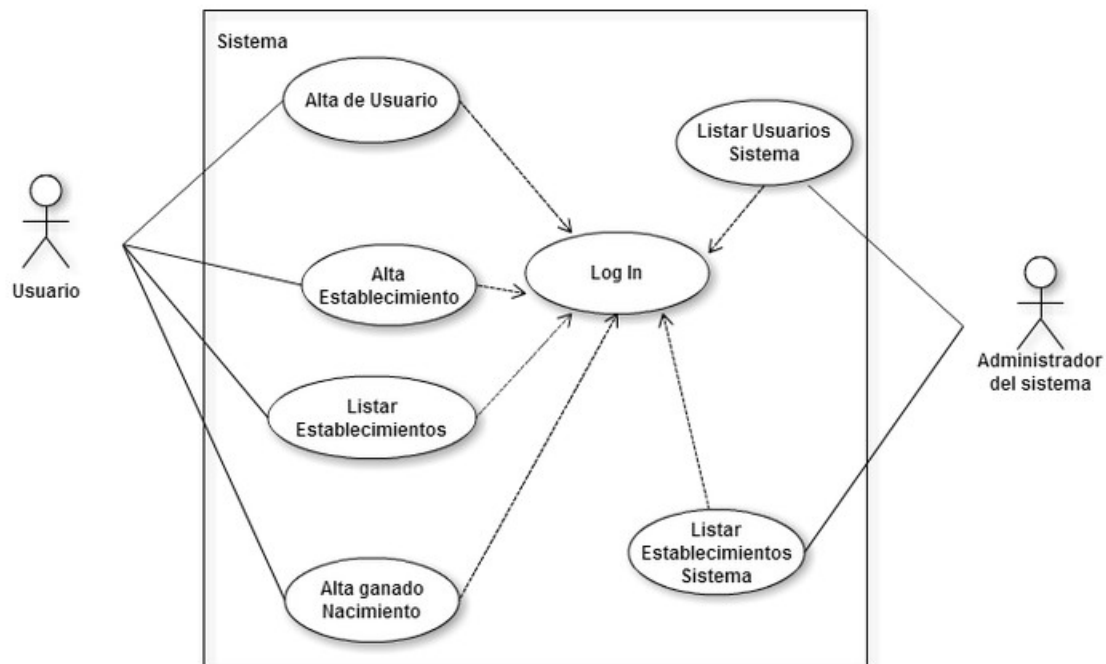 Sistema
Alta de Usuario
Listar Usuarios
Sistema
Usuario
Alta
Establecimiento
Log In
Administrador
del sistema
Listar
Establecimientos
Listar
Establecimientos
Sistema
Alta ganado
Nacimiento